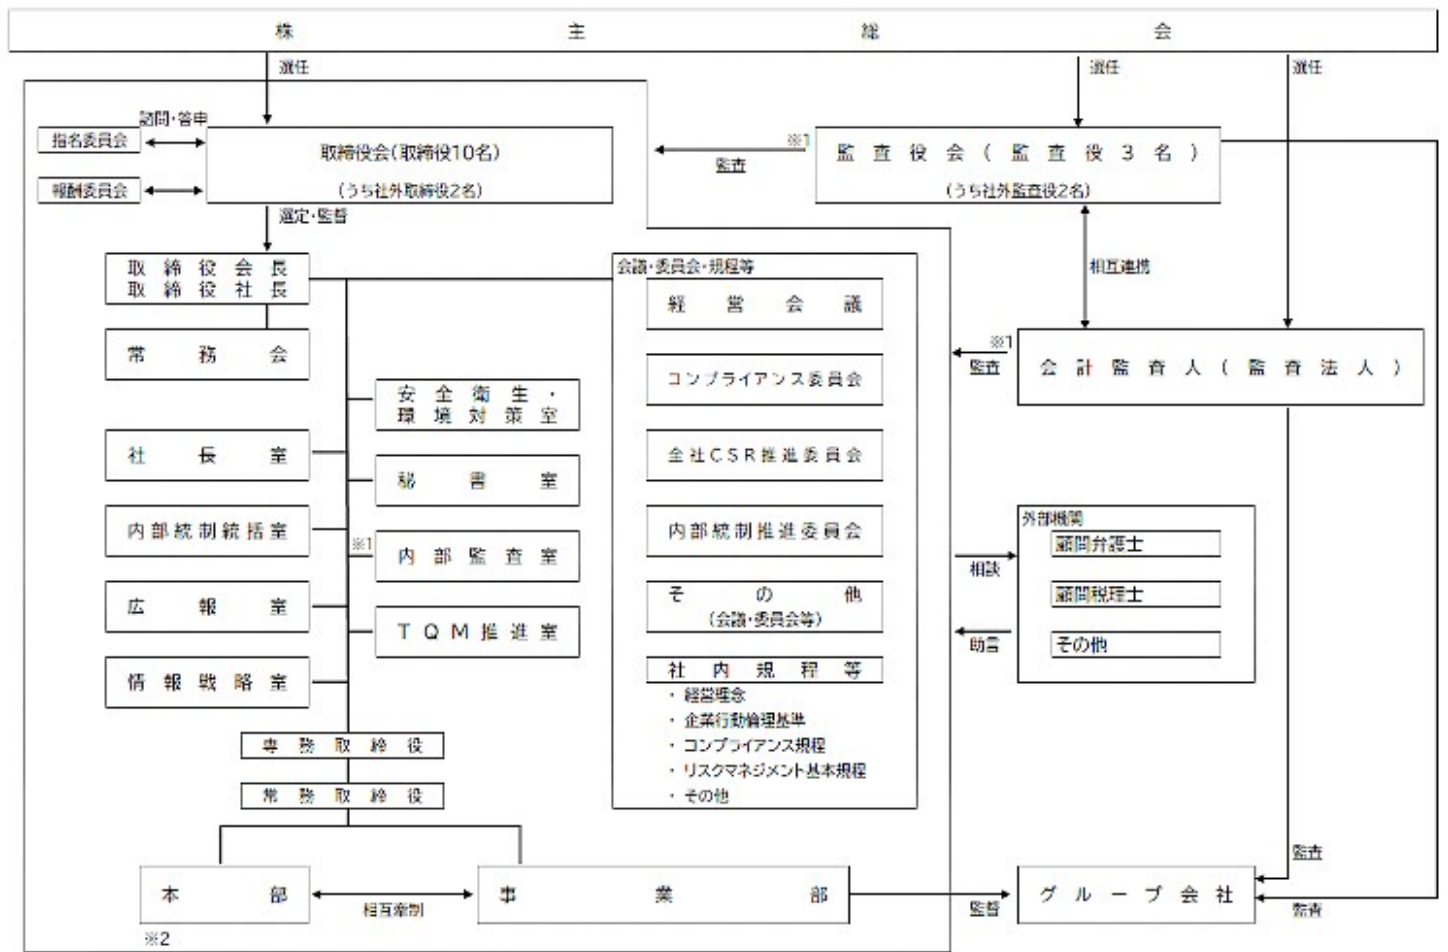 株主総会
選任
選任
選任
諮問・答申
指名委員会
報酬委員会
取締役会(取締役10名)
(うち社外取締役2名)
※1
監査
監査役会(監査役3名)
(うち社外監査役2名)
選定・監督
相互連携
取締役会長
取締役社長
常務会
社長室
内部統制統括室
広報室
情報戦略室
安全衛生・
環境対策室
秘書室
※1
内部監査室
TQM推進室
会議・委員会・規程等
経営会議
コンプライアンス委員会
全社CSR推進委員会
内部統制推進委員会
その他
(会議・委員会等)
社内規程等
・ 経営理念
・ 企業行動倫理基準
・ コンプライアンス規程
・ リスクマネジメント基本規程
・ その他
※1
監査
会計監査人(監査法人)
外部機関
顧問弁護士
顧問税理士
その他
相談
助言
専務取締役
常務取締役
本部
相互牽制
事業部
監督
グループ会社
監査
監査
※2